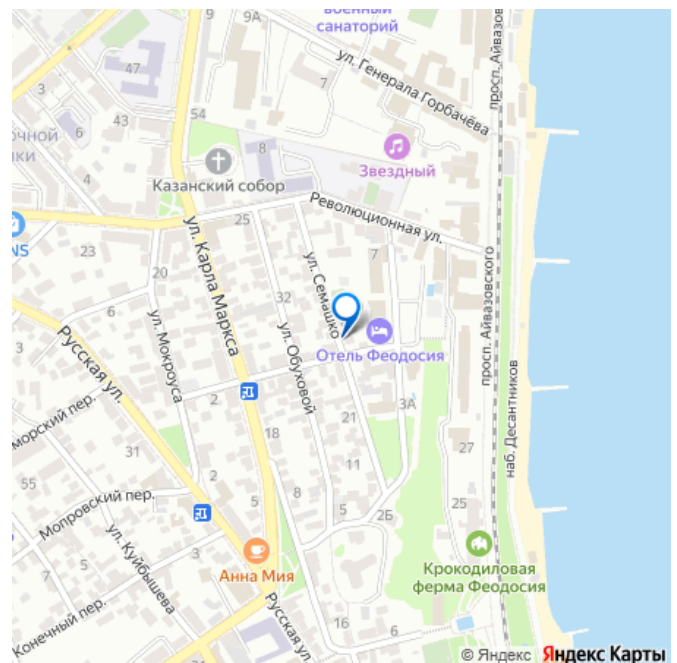 военный
санаторий
9
9А
просп. Айвазовского
ул. Генерала Горбачёва
7
47
54
43
6
4
8
Звездный
Казанский собор
25
Революционная ул.
NS
23
20
7
ул. Карла Маркса
ул. Семашко
32
6
ул. Мокроуса
ул. Обуховой
Отель Феодосия
просп. Айвазовского
наб. Десантников
Русская ул.
2
21
3А
18
27
31
11
55
2
Мопровский пер.
8
5
25
5
2Б
ул. Куйбышева
3
Анна Мия
Крокодиловая
ферма Феодосия
Конечный пер.
4
Русская ул.
16
6
© Яндекс Яндекс Карты